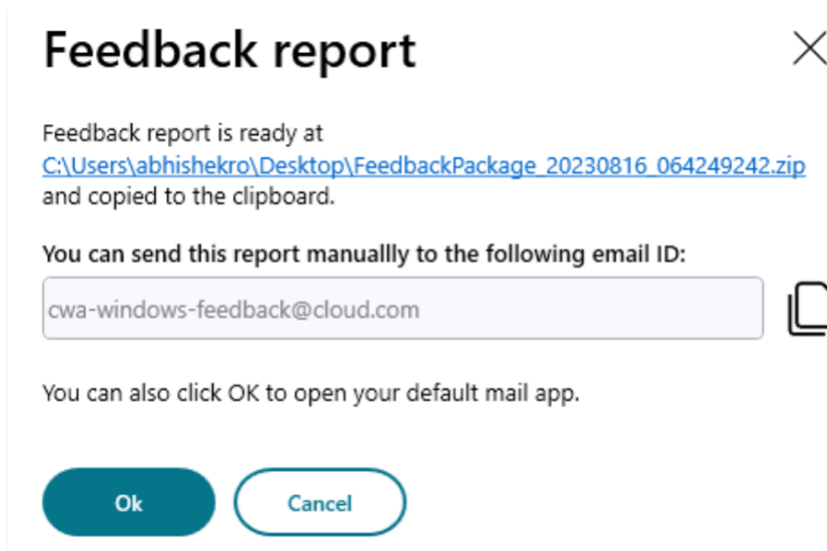 Feedback report
Feedback report is ready at
C:\Users\abhishekro\Desktop\FeedbackPackage_20230816_064249242.zip
and copied to the clipboard.
You can send this report manuallly to the following email ID:
cwa-windows-feedback@cloud.com
You can also click OK to open your default mail app.
Ok
Cancel